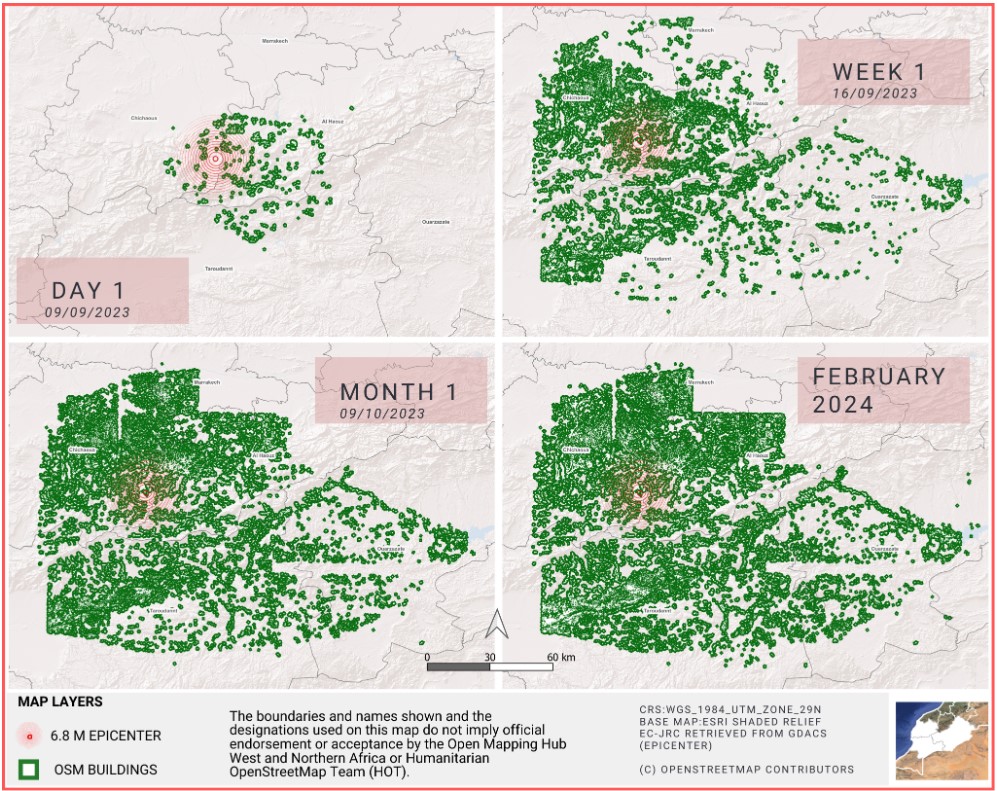 Marrakech
Chichaoua
Al Haouz
Ouarzazate
Taroudannt
DAY 1
09/09/2023
Marrakech
WEEK 1
16/09/2023
Chichaoua
Al Haouz
Ouarzazate
Taroudannt
MONTH 1
09/10/2023
Marrakech
Chichaoua
Al Haouz
Ouarzazate
Taroudannt
FEBRUARY
2024
Marrakech
Chichaoua
Al Haouz
Ouarzazate
Taroudannt
0 30 60 km
MAP LAYERS
6.8 M EPICENTER
OSM BUILDINGS
The boundaries and names shown and the
designations used on this map do not imply official
endorsement or acceptance by the Open Mapping Hub
West and Northern Africa or Humanitarian
OpenStreetMap Team (HOT).
CRS:WGS_1984_UTM_ZONE_29N
BASE MAP:ESRI SHADED RELIEF
EC-JRC RETRIEVED FROM GDACS
(EPICENTER)
(C) OPENSTREETMAP CONTRIBUTORS